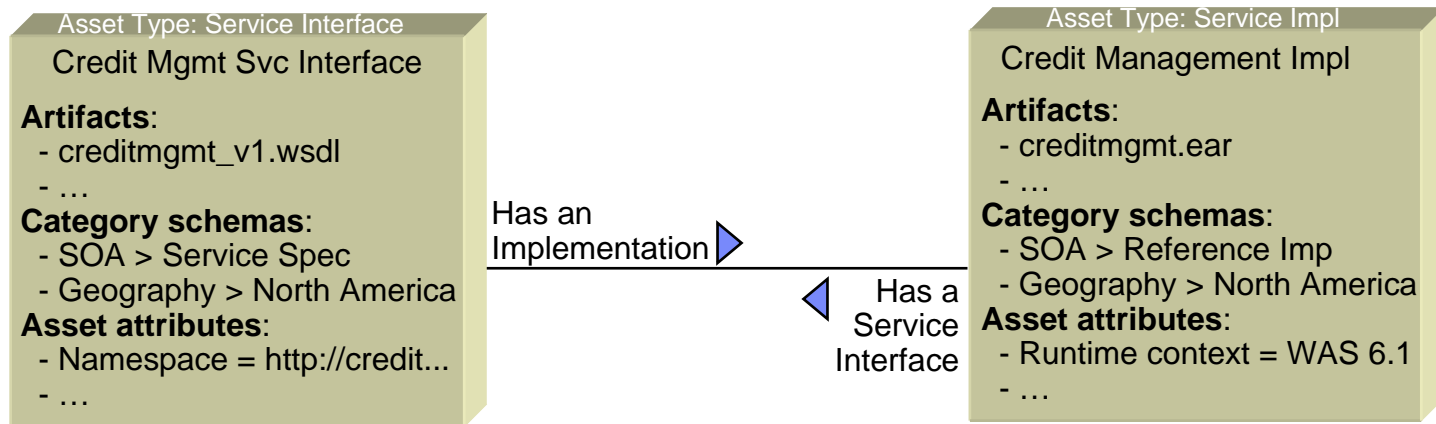 Asset Type: Service Interface
Credit Mgmt Svc Interface
Artifacts:
- creditmgmt_v1.wsdl
- …
Category schemas:
- SOA > Service Spec
- Geography > North America
Asset attributes:
- Namespace = http://credit...
- …
Has an
Implementation
Has a
Service
Interface
Asset Type: Service Impl
Credit Management Impl
Artifacts:
- creditmgmt.ear
- …
Category schemas:
- SOA > Reference Imp
- Geography > North America
Asset attributes:
- Runtime context = WAS 6.1
- …